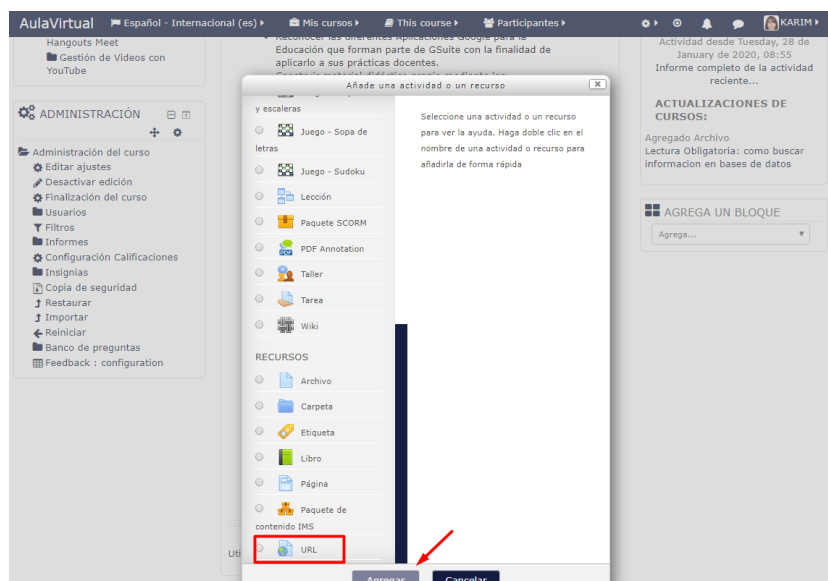 AulaVirtual Español - Internacional (es) Mis cursos This course Participantes KARIM
Hangouts Meet
Gestión de Videos con
YouTube
ADMINISTRACIÓN
Administración del curso
Editar ajustes
Desactivar edición
Finalización del curso
Usuarios
Filtros
Informes
Configuración Calificaciones
Insignias
Copia de seguridad
Restaurar
Importar
Reiniciar
Banco de preguntas
Feedback : configuration
Reconocer las diferentes Aplicaciones Google para la
Educación que forman parte de GSuite con la finalidad de
aplicarlo a sus prácticas docentes.
Añade una actividad o un recurso
y escaleras
Juego - Sopa de
letras
Juego - Sudoku
Lección
Paquete SCORM
PDF Annotation
Taller
Tarea
Wiki
RECURSOS
Archivo
Carpeta
Etiqueta
Libro
Página
Paquete de
contenido IMS
URL
Seleccione una actividad o un recurso
para ver la ayuda. Haga doble clic en el
nombre de una actividad o recurso para
añadirla de forma rápida
Agregar Cancelar
Uti
Actividad desde Tuesday, 28 de
January de 2020, 08:55
Informe completo de la actividad
reciente...
ACTUALIZACIONES DE
CURSOS:
Agregado Archivo
Lectura Obligatoria: como buscar
informacion en bases de datos
AGREGA UN BLOQUE
Agrega...